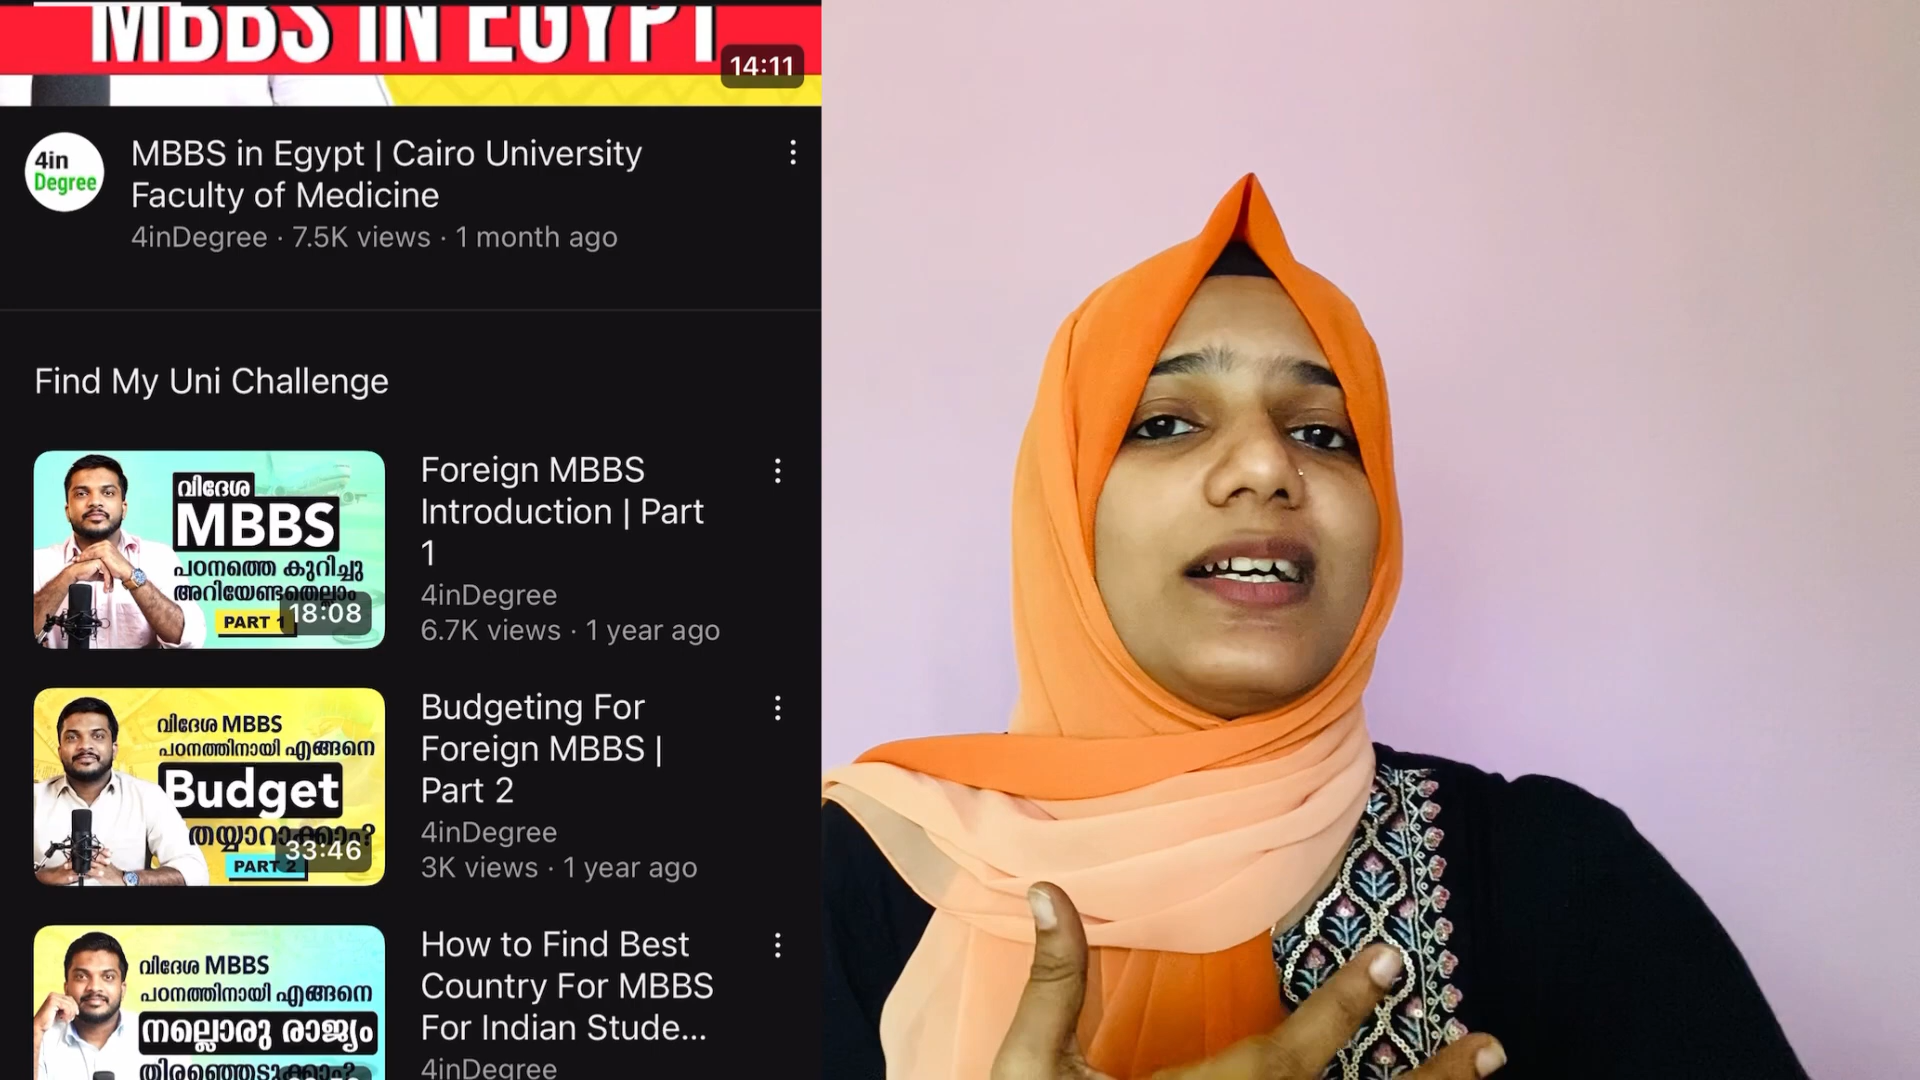 MBBS IN EGYPT
14:11
4in
Degree
MBBS in Egypt | Cairo University
Faculty of Medicine
4inDegree · 7.5K views · 1 month ago
Find My Uni Challenge
വിദേശ
MBBS
പഠനത്തെ കുറിച്ചു
അറിയേണ്ടതെല്ലാം
PART 1
18:08
Foreign MBBS
Introduction | Part
1
4inDegree
6.7K views · 1 year ago
വിദേശ MBBS
പഠനത്തിനായി എങ്ങനെ
Budget
തയ്യാറാക്കാം?
PART 2
33:46
Budgeting For
Foreign MBBS |
Part 2
4inDegree
3K views · 1 year ago
വിദേശ MBBS
പഠനത്തിനായി എങ്ങനെ
നല്ലൊരു രാജ്യം
തിരഞ്ഞെടുക്കാം?
How to Find Best
Country For MBBS
For Indian Stude...
4inDegree